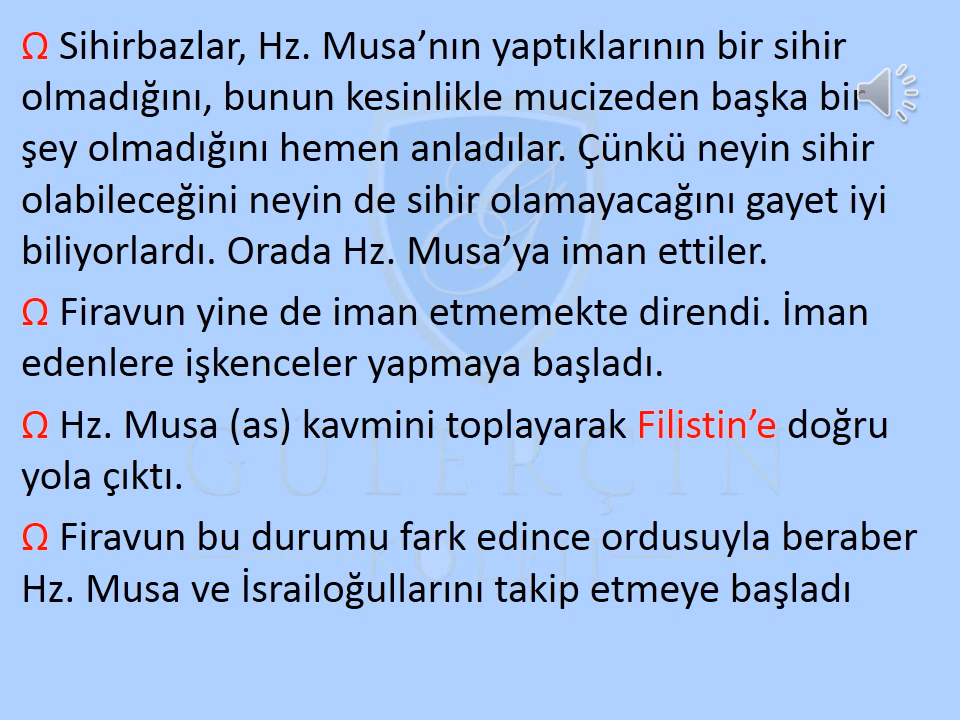 Ω Sihirbazlar, Hz. Musa’nın yaptıklarının bir sihir
olmadığını, bunun kesinlikle mucizeden başka bir
şey olmadığını hemen anladılar. Çünkü neyin sihir
olabileceğini neyin de sihir olamayacağını gayet iyi
biliyorlardı. Orada Hz. Musa’ya iman ettiler.
Ω Firavun yine de iman etmemekte direndi. İman
edenlere işkenceler yapmaya başladı.
Ω Hz. Musa (as) kavmini toplayarak Filistin’e doğru
yola çıktı.
GÜLERÇİN
Ω Firavun bu durumu fark edince ordusuyla beraber
Hz. Musa ve İsrailoğullarını takip etmeye başladı